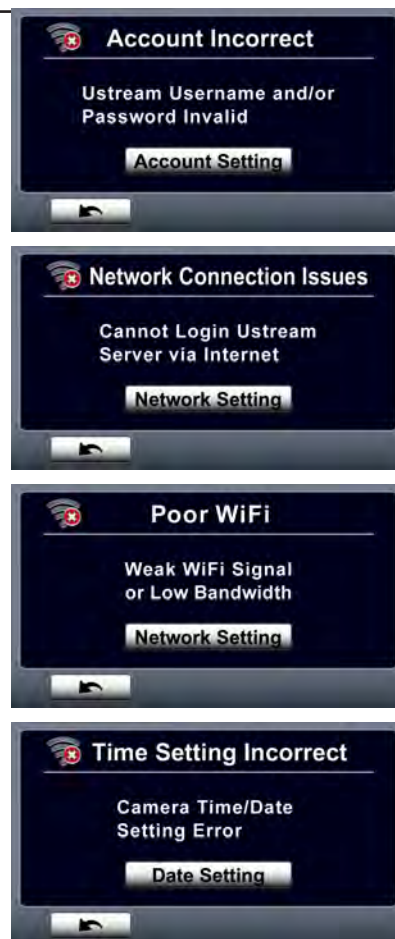 Account Incorrect
Ustream Username and/or
Password Invalid
Account Setting
Network Connection Issues
Cannot Login Ustream
Server via Internet
Network Setting
Poor WiFi
Weak WiFi Signal
or Low Bandwidth
Network Setting
Time Setting Incorrect
Camera Time/Date
Setting Error
Date Setting